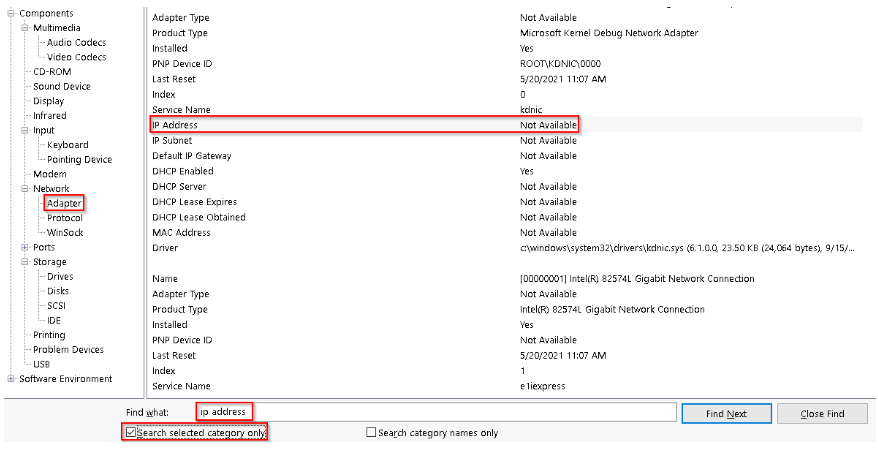 Components
Multimedia
Audio Codecs
Video Codecs
CD-ROM
Sound Device
Display
Infrared
Input
Keyboard
Pointing Device
Modem
Network
Adapter
Protocol
WinSock
Ports
Storage
Drives
Disks
SCSI
IDE
Printing
Problem Devices
USB
Software Environment
Adapter Type Not Available
Product Type Microsoft Kernel Debug Network Adapter
Installed Yes
PNP Device ID ROOT\KDNIC\0000
Last Reset 5/20/2021 11:07 AM
Index 0
Service Name kdnic
IP Address Not Available
IP Subnet Not Available
Default IP Gateway Not Available
DHCP Enabled Yes
DHCP Server Not Available
DHCP Lease Expires Not Available
DHCP Lease Obtained Not Available
MAC Address Not Available
Driver c:\windows\system32\drivers\kdnic.sys (6.1.0.0, 23.50 KB (24,064 bytes), 9/15/...
Name [00000001] Intel(R) 82574L Gigabit Network Connection
Adapter Type Not Available
Product Type Intel(R) 82574L Gigabit Network Connection
Installed Yes
PNP Device ID Not Available
Last Reset 5/20/2021 11:07 AM
Index 1
Service Name e1iexpress
Find what: ip address Find Next Close Find
Search selected category only Search category names only